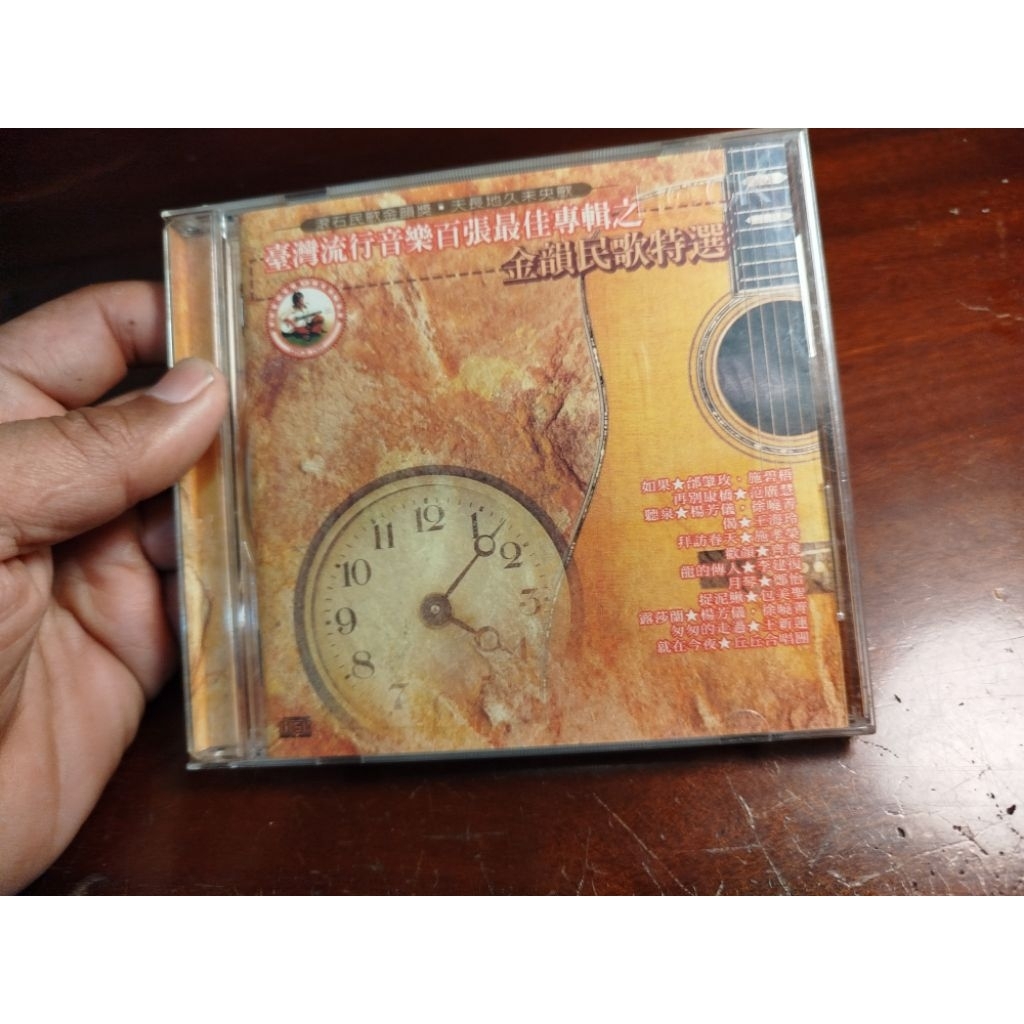 滾石民歌金韻獎・天長地久未央歌
臺灣流行音樂百張最佳專輯之
金韻民歌特選
如果★邰肇玫・施碧梧
再別康橋★范廣慧
聽泉★楊芳儀・徐曉菁
偈★王海玲
拜訪春天★施孝榮
歇腳★齊豫
龍的傳人★李建復
月琴★鄭怡
捉泥鰍★包美聖
露莎蘭★楊芳儀・徐曉菁
匆匆的走過★王新蓮
就在今夜★丘丘合唱團
12
1
11
2
10
3
9
4
8
7